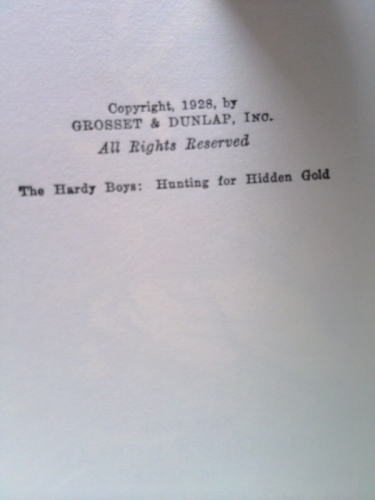 Copyright, 1928, by
GROSSET & DUNLAP, INC.
All Rights Reserved
The Hardy Boys: Hunting for Hidden Gold